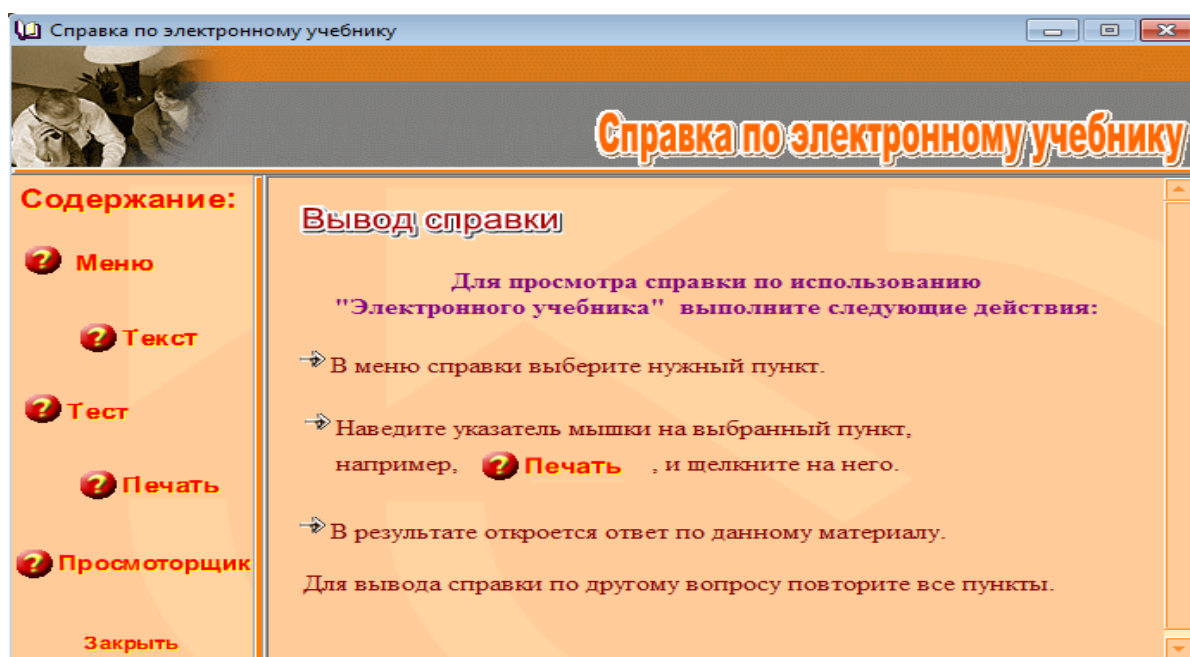 Справка по электронному учебнику
Справка по электронному учебнику
Содержание:
Меню
Текст
Тест
Печать
Просмоторщик
Закрыть
Вывод справки
Для просмотра справки по использованию
"Электронного учебника" выполните следующие действия:
В меню справки выберите нужный пункт.
Наведите указатель мышки на выбранный пункт,
например, Печать , и щелкните на него.
В результате откроется ответ по данному материалу.
Для вывода справки по другому вопросу повторите все пункты.